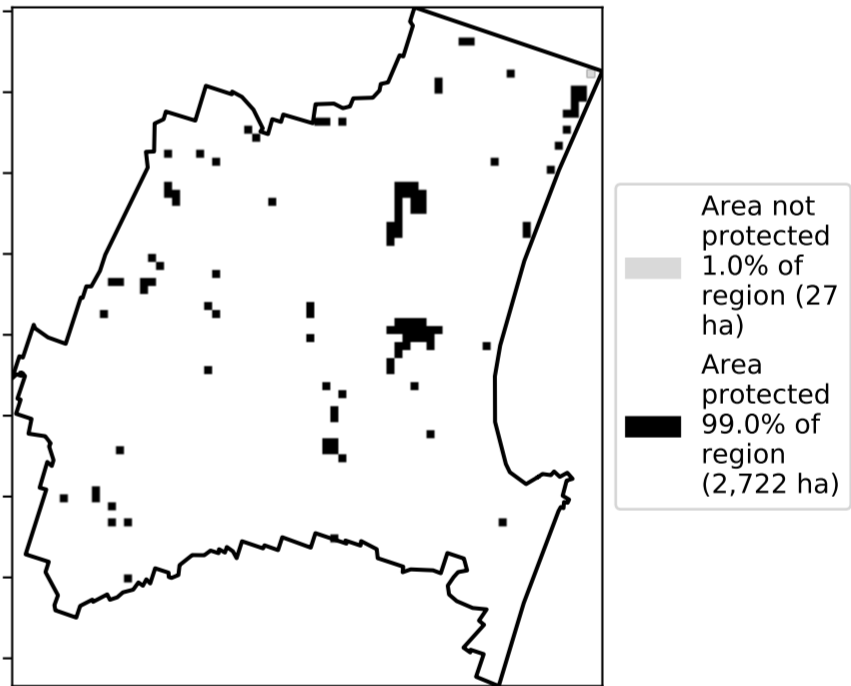 Area not
protected
1.0% of
region (27
ha)
Area
protected
99.0% of
region
(2,722 ha)